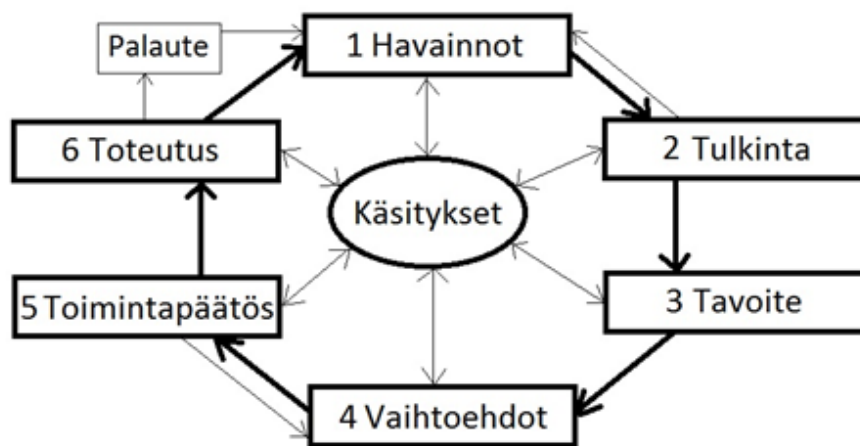 1 Havainnot
Palaute
6 Toteutus
2 Tulkinta
Käsitykset
5 Toimintapäätös
3 Tavoite
4 Vaihtoehdot